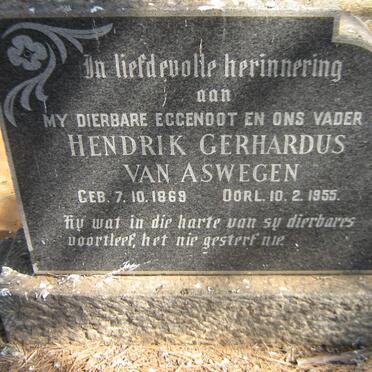 In liefdevolle herinnering
aan
MY DIERBARE EGGENOOT EN ONS VADER
HENDRIK GERHARDUS
VAN ASWEGEN
GEB. 7. 10. 1869 OORL. 10. 2. 1955.
Hy wat in die harte van sy dierbares
voortleef, het nie gesterf nie.